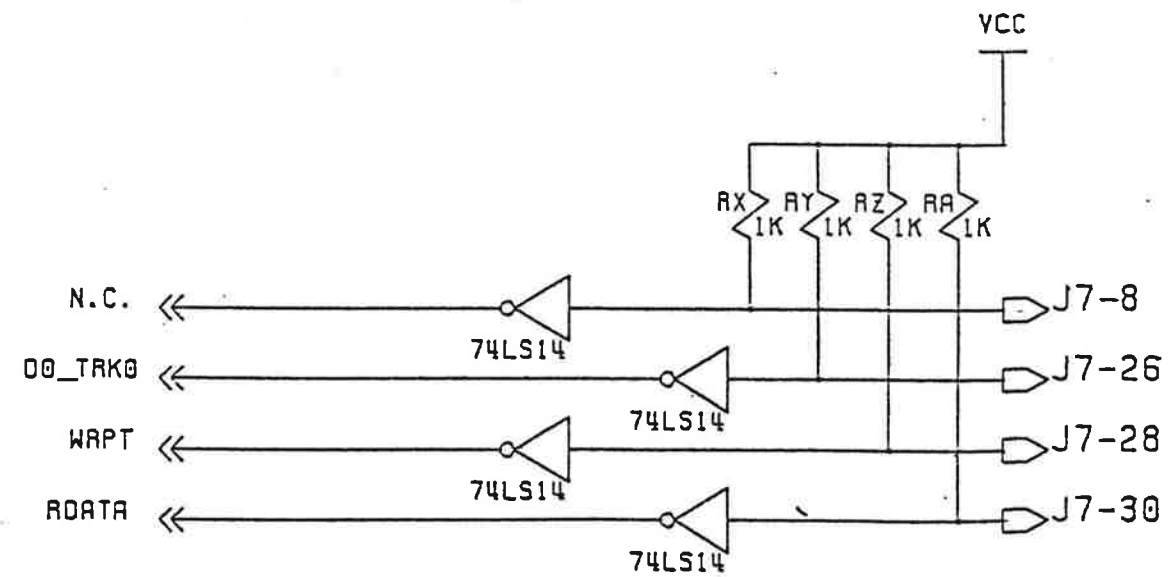 VCC
RX RY RZ RA
1K 1K 1K 1K
N.C. J7-8
74LS14
D0_TRK0 J7-26
74LS14
WRPT J7-28
74LS14
RDATA J7-30
74LS14